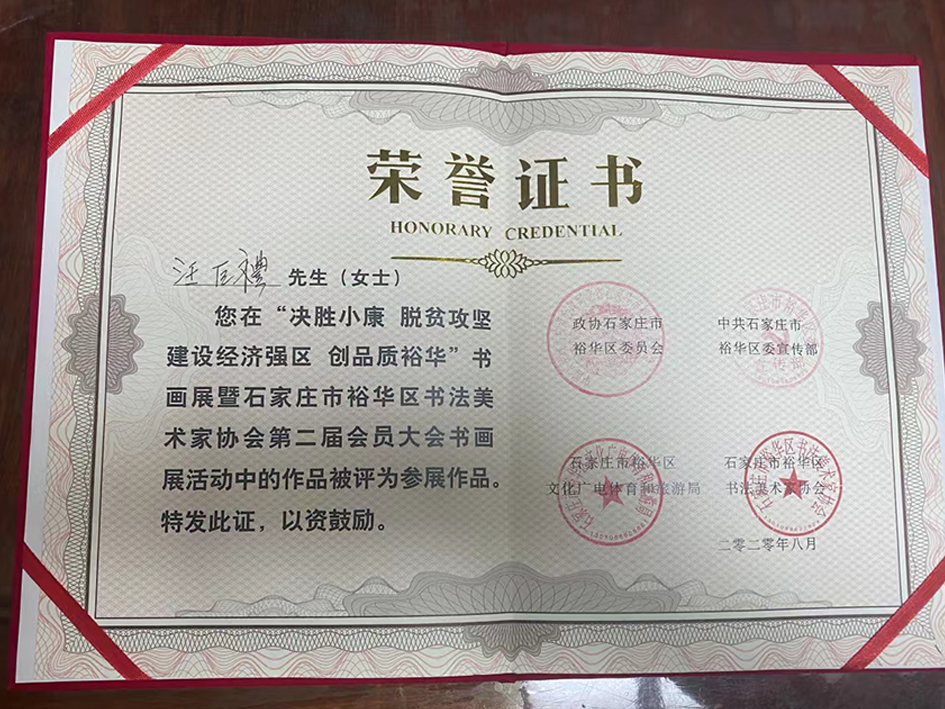 荣誉证书
HONORARY CREDENTIAL
汪巨禮 先生（女士）
您在“决胜小康 脱贫攻坚
建设经济强区 创品质裕华”书
画展暨石家庄市裕华区书法美
术家协会第二届会员大会书画
展活动中的作品被评为参展作品。
特发此证，以资鼓励。
政协石家庄市
裕华区委员会
中共石家庄市
裕华区委宣传部
石家庄市裕华区
文化广电体育和旅游局
石家庄市裕华区
书法美术家协会
二零二零年八月